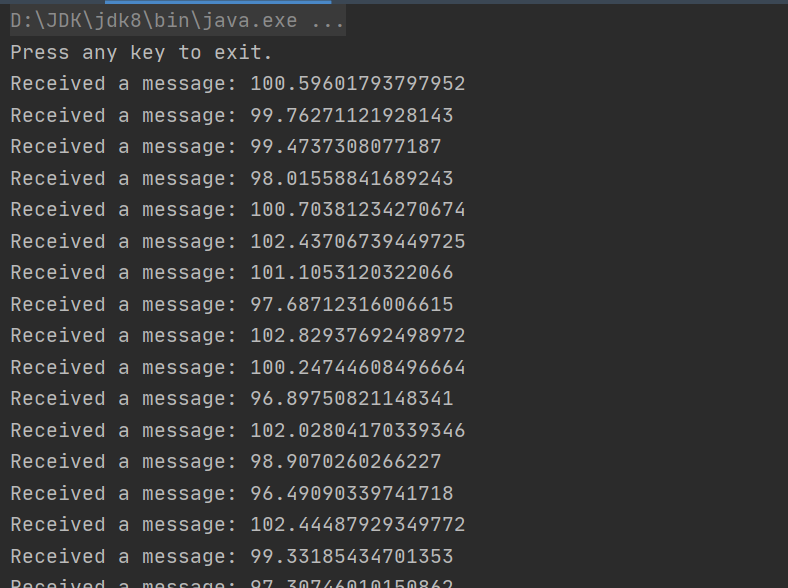 D:\JDK\jdk8\bin\java.exe ...
Press any key to exit.
Received a message: 100.59601793797952
Received a message: 99.76271121928143
Received a message: 99.4737308077187
Received a message: 98.01558841689243
Received a message: 100.70381234270674
Received a message: 102.43706739449725
Received a message: 101.1053120322066
Received a message: 97.68712316006615
Received a message: 102.82937692498972
Received a message: 100.24744608496664
Received a message: 96.89750821148341
Received a message: 102.02804170339346
Received a message: 98.9070260266227
Received a message: 96.49090339741718
Received a message: 102.44487929349772
Received a message: 99.33185434701353
Received a message: 97.30746010150862